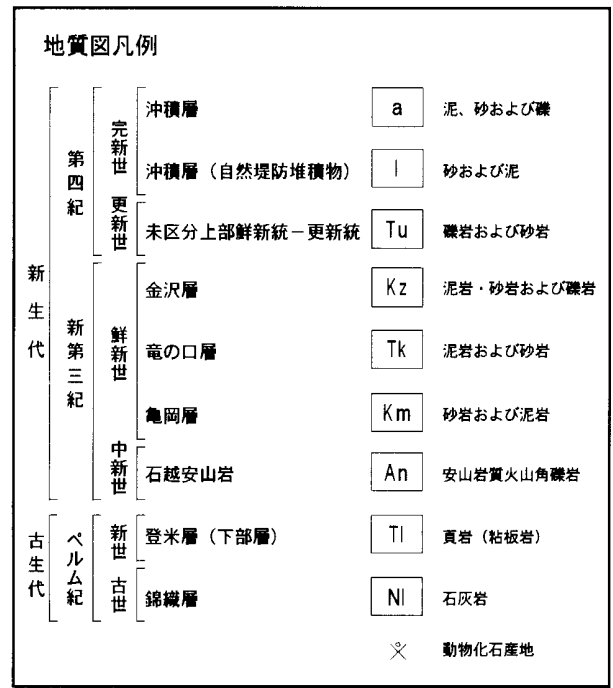 地質図凡例
新生代
第四紀
完新世
沖積層 a 泥、砂および礫
沖積層（自然堤防堆積物） l 砂および泥
更新世
未区分上部鮮新統－更新統 Tu 礫岩および砂岩
新第三紀
鮮新世
金沢層 Kz 泥岩・砂岩および礫岩
竜の口層 Tk 泥岩および砂岩
亀岡層 Km 砂岩および泥岩
中新世
石越安山岩 An 安山岩質火山角礫岩
古生代
ペルム紀
新世
登米層（下部層） Tl 頁岩（粘板岩）
古世
錦織層 Nl 石灰岩
動物化石産地